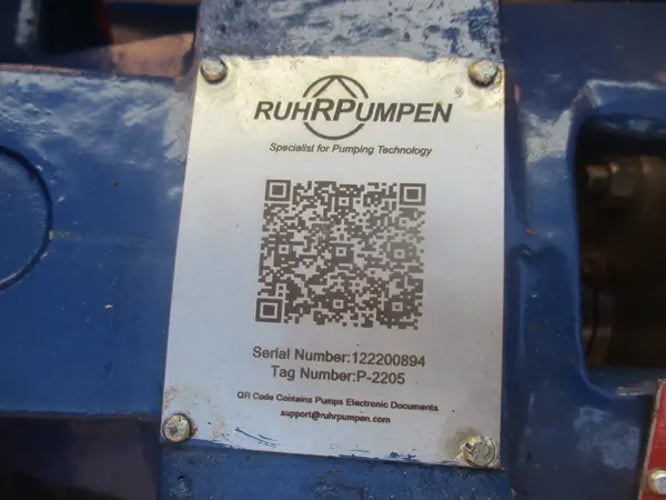 RUHRPUMPEN
Specialist for Pumping Technology
Serial Number:122200894
Tag Number:P-2205
QR Code Contains Pumps Electronic Documents
support@ruhrpumpen.com